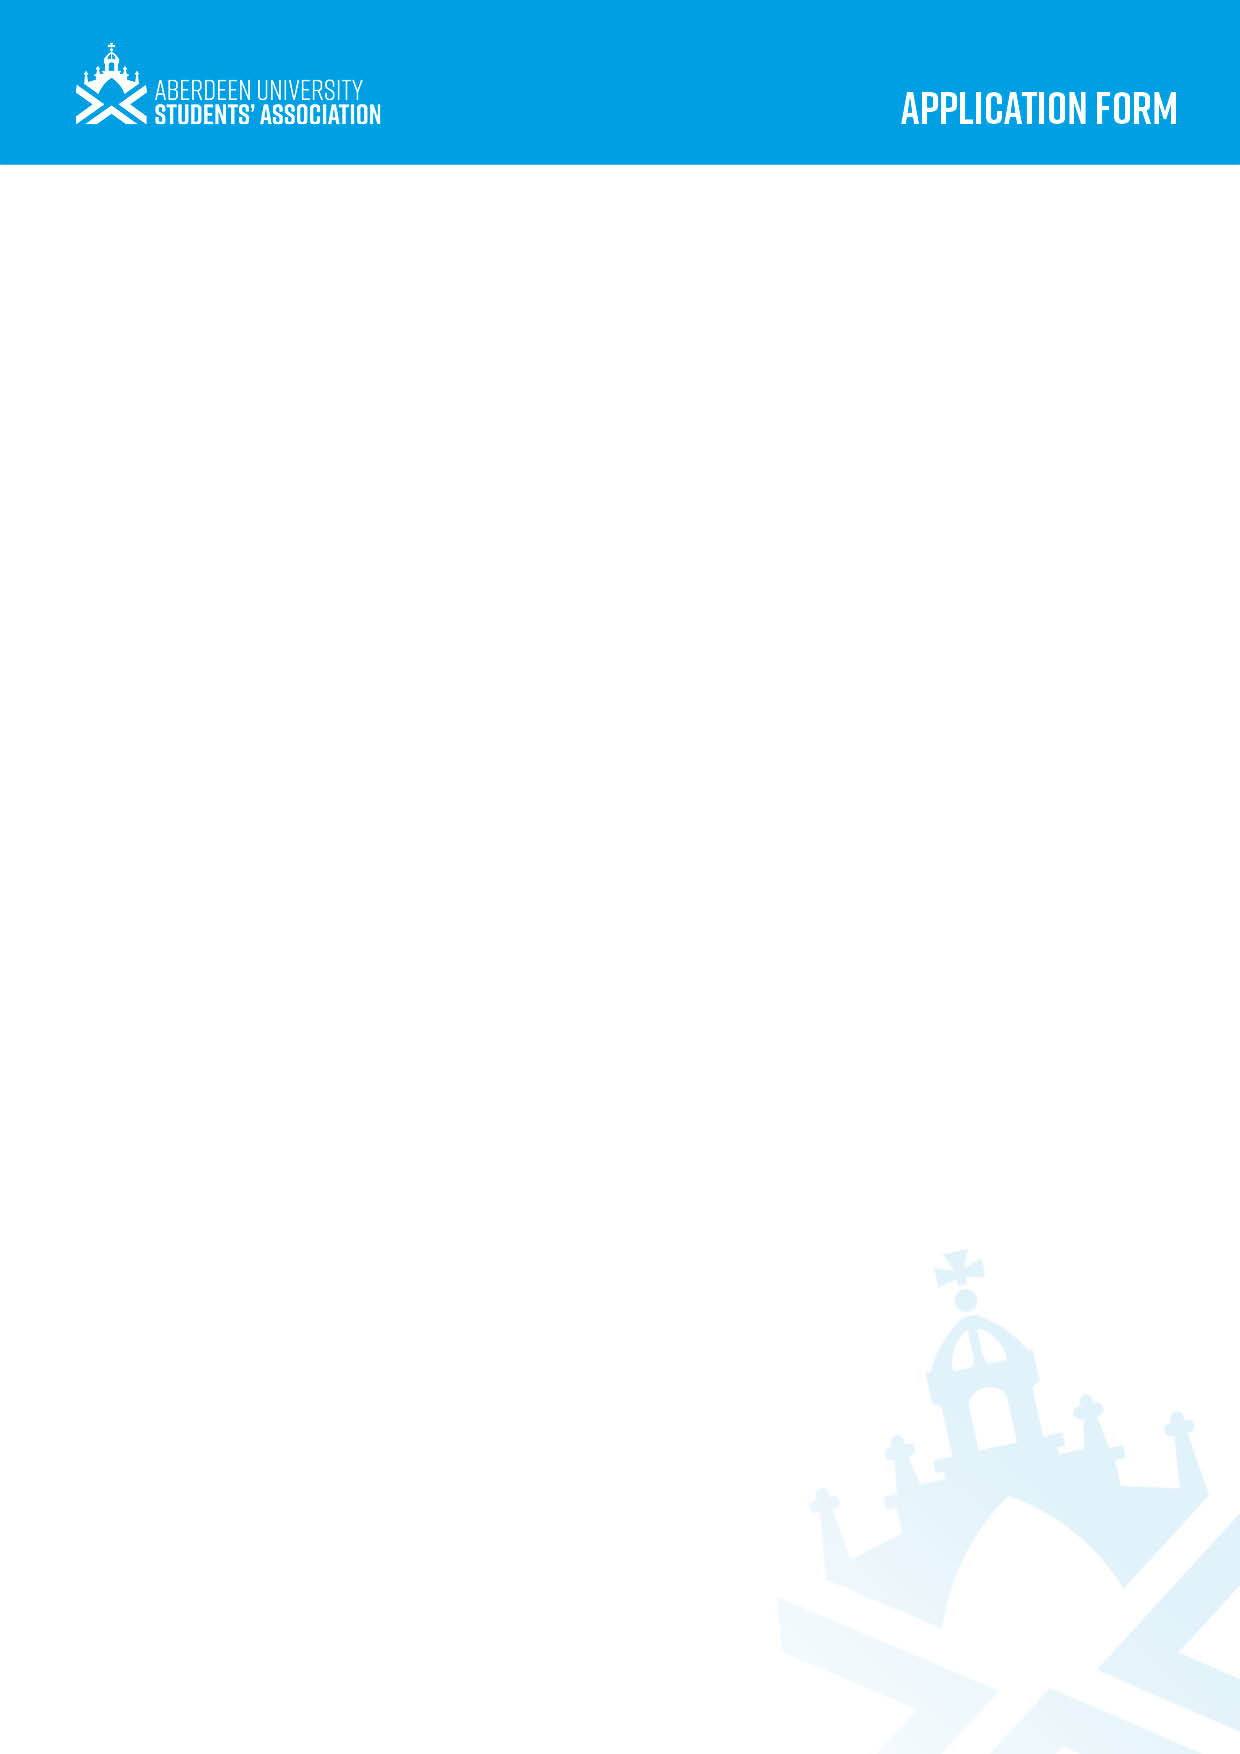 ABERDEEN UNIVERSITY
STUDENTS’ ASSOCIATION
APPLICATION FORM